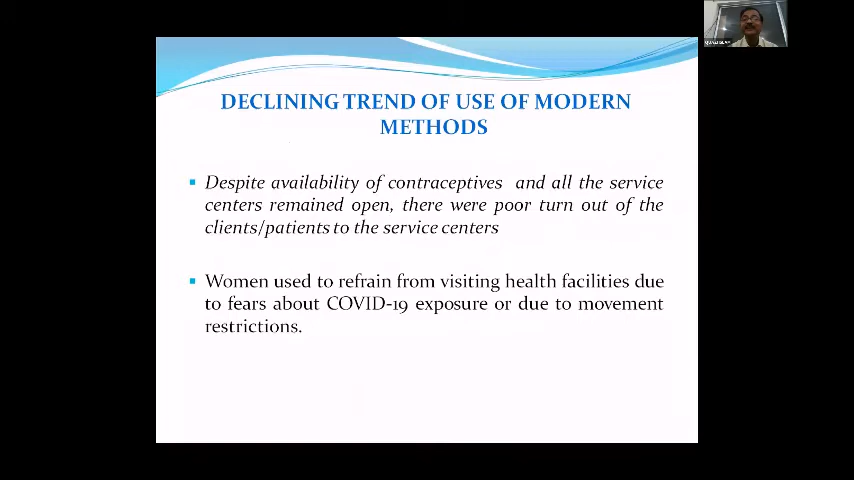 DECLINING TREND OF USE OF MODERN
METHODS
Despite availability of contraceptives and all the service
centers remained open, there were poor turn out of the
clients/patients to the service centers
Women used to refrain from visiting health facilities due
to fears about COVID-19 exposure or due to movement
restrictions.